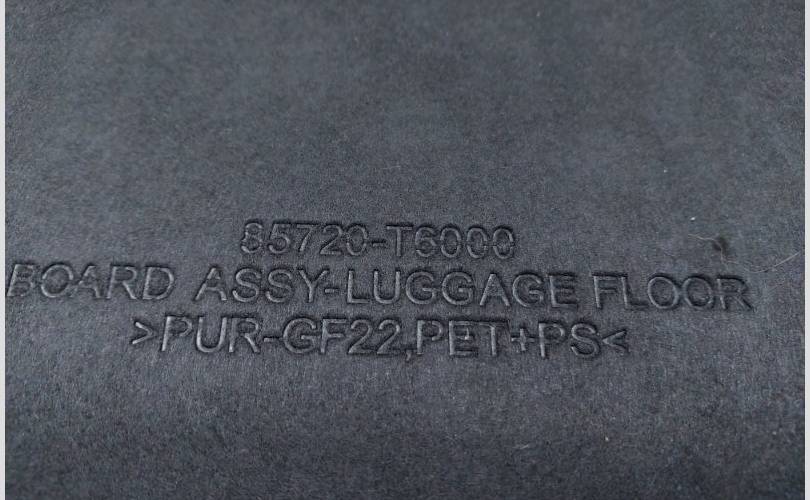 85720-T6000
BOARD ASSY-LUGGAGE FLOOR
>PUR-GF22,PET+PS<